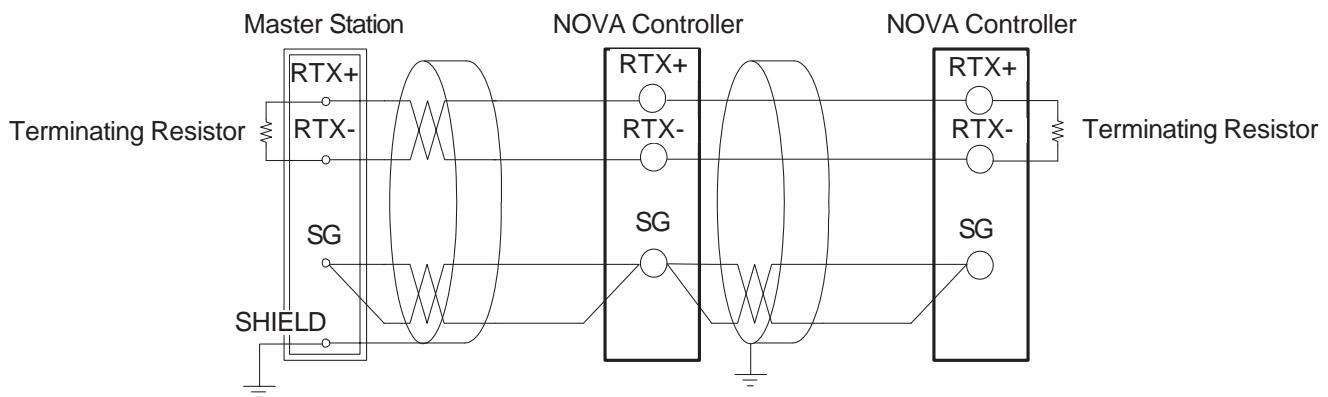 Master Station
NOVA Controller
NOVA Controller
RTX+
RTX+
RTX+
Terminating Resistor
RTX-
RTX-
RTX-
Terminating Resistor
SG
SG
SG
SHIELD